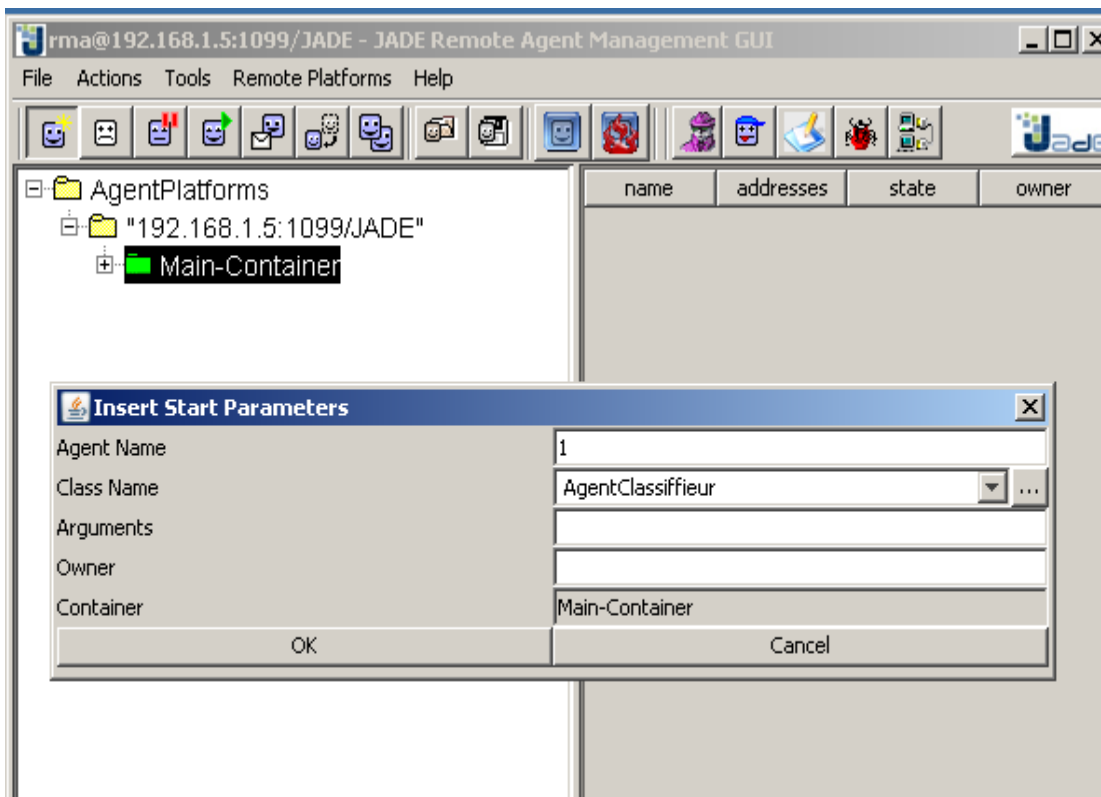 rma@192.168.1.5:1099/JADE - JADE Remote Agent Management GUI
File Actions Tools Remote Platforms Help
Jade
AgentPlatforms
"192.168.1.5:1099/JADE"
Main-Container
name addresses state owner
Insert Start Parameters
Agent Name 1
Class Name AgentClassiffieur ...
Arguments
Owner
Container Main-Container
OK Cancel